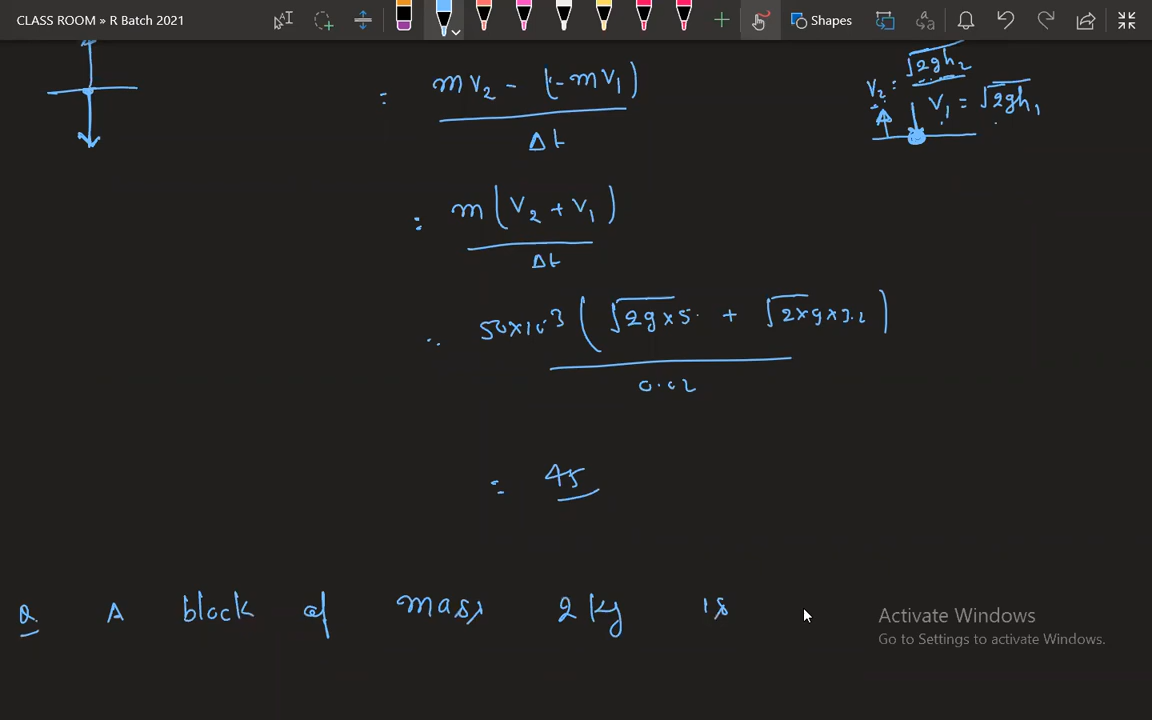 CLASS ROOM » R Batch 2021
Shapes
= mV₂ - (-mV₁) / Δt
V₂ = √2gh₂
V₁ = √2gh₁
= m(V₂ + V₁) / Δt
= 50×10⁻³ (√2g×5 + √2×g×3.2) / 0.02
= 45
Q. A block of mass 2 kg is
Activate Windows
Go to Settings to activate Windows.